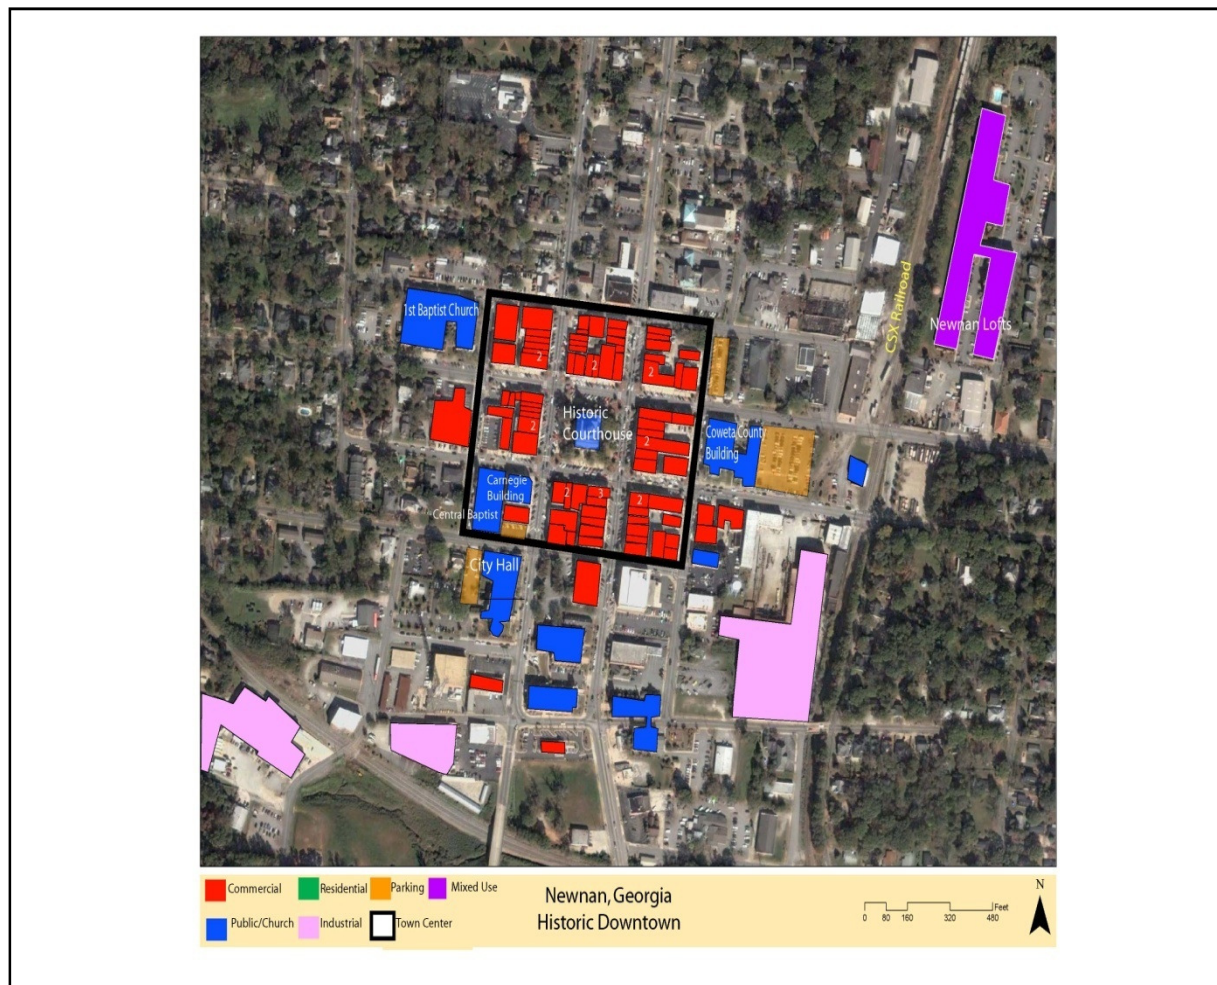 CSX Railroad
Newnan Lofts
1st Baptist Church
2
2
2
Historic
Courthouse
2
2
Coweta County
Building
Carnegie
Building
Central Baptist
2
3
2
City Hall
Commercial
Residential
Parking
Mixed Use
Public/Church
Industrial
Town Center
Newnan, Georgia
Historic Downtown
0 80 160 320 480
Feet
N